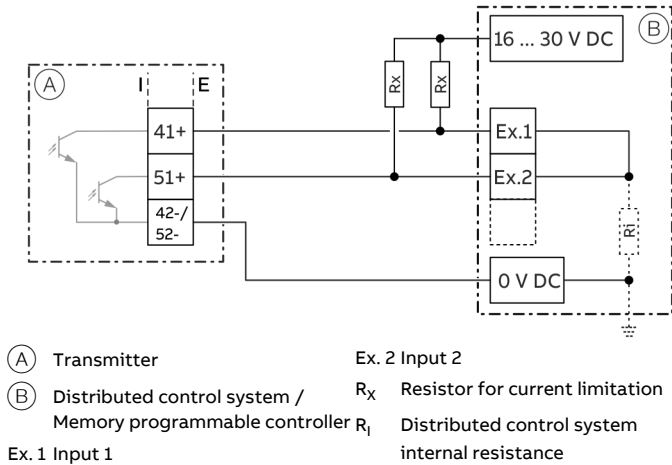 16 ... 30 V DC
B
A
I E
Rx
Rx
41+
Ex.1
51+
Ex.2
42-/
52-
Ri
0 V DC
A Transmitter
B Distributed control system /
Memory programmable controller
Ex. 1 Input 1
Ex. 2 Input 2
RX Resistor for current limitation
RI Distributed control system
internal resistance